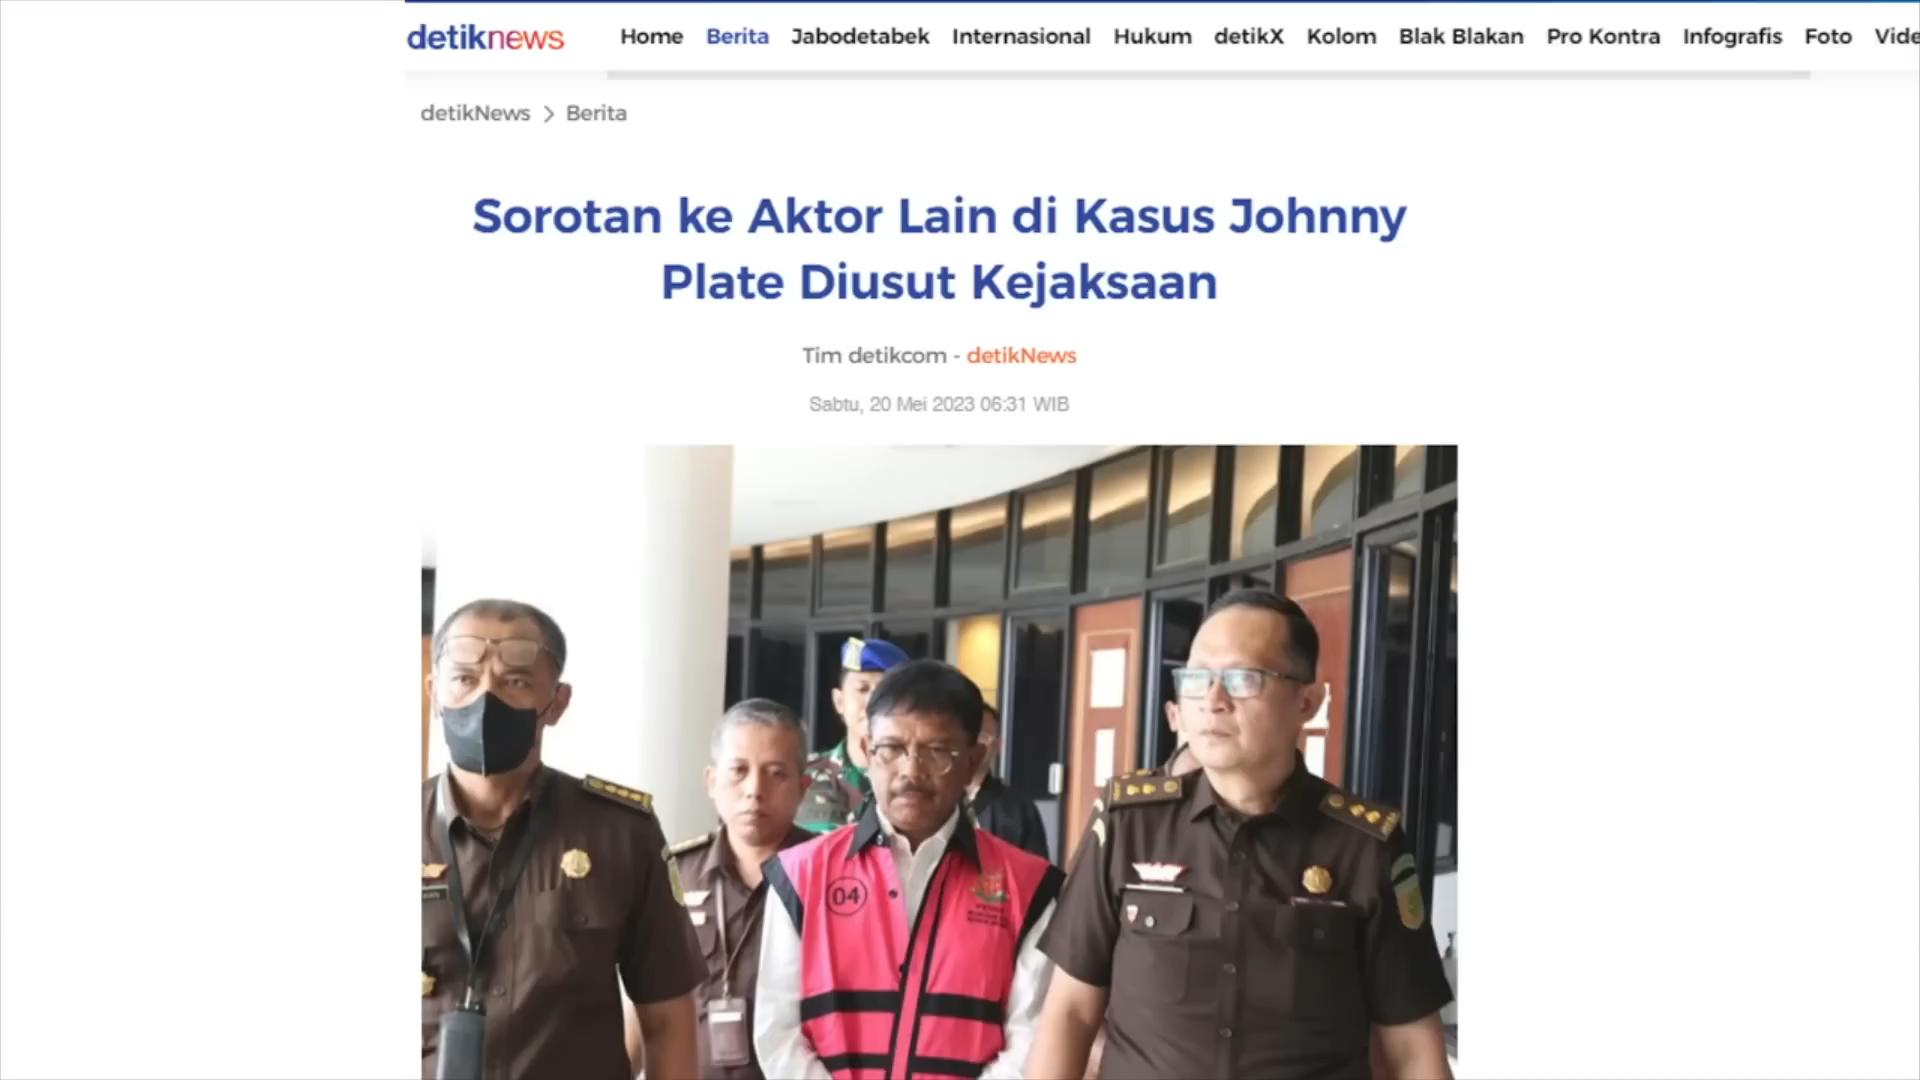 detiknews
Home Berita Jabodetabek Internasional Hukum detikX Kolom Blak Blakan Pro Kontra Infografis Foto Vide
detikNews > Berita
Sorotan ke Aktor Lain di Kasus Johnny
Plate Diusut Kejaksaan
Tim detikcom - detikNews
Sabtu, 20 Mei 2023 06:31 WIB
04